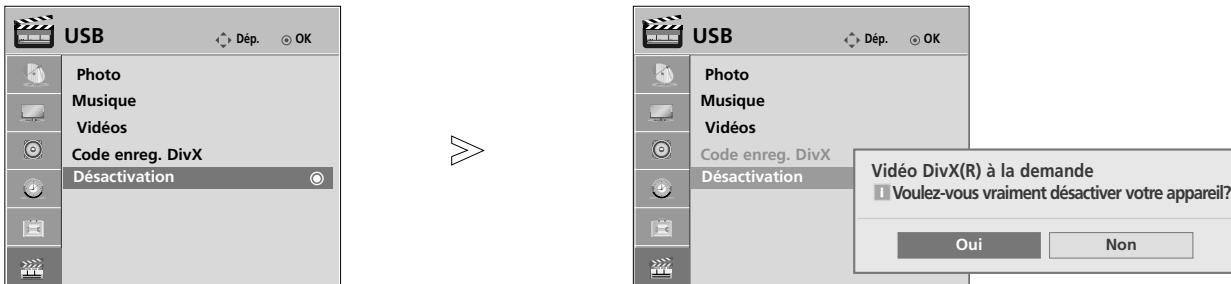 USB Dép. OK
Photo
Musique
Vidéos
Code enreg. DivX
Désactivation
USB Dép. OK
Photo
Musique
Vidéos
Code enreg. DivX
Désactivation
Vidéo DivX(R) à la demande
Voulez-vous vraiment désactiver votre appareil?
Oui Non